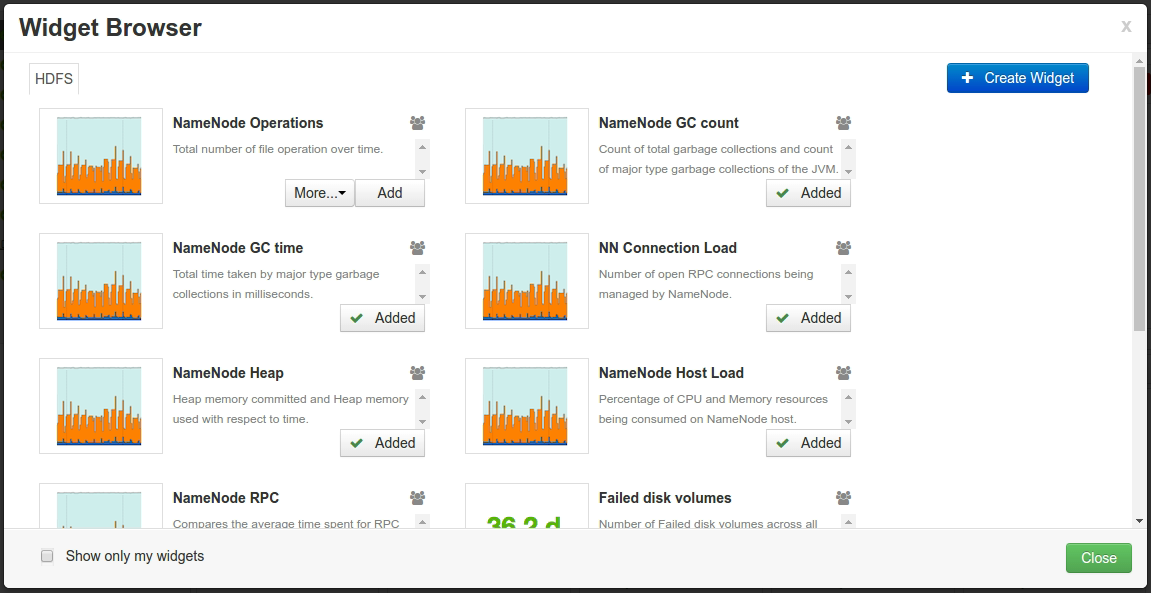 Widget Browser
x
HDFS
Create Widget
NameNode Operations
Total number of file operation over time.
More...
Add
NameNode GC count
Count of total garbage collections and count
of major type garbage collections of the JVM.
Added
NameNode GC time
Total time taken by major type garbage
collections in milliseconds.
Added
NN Connection Load
Number of open RPC connections being
managed by NameNode.
Added
NameNode Heap
Heap memory committed and Heap memory
used with respect to time.
Added
NameNode Host Load
Percentage of CPU and Memory resources
being consumed on NameNode host.
Added
NameNode RPC
Compares the average time spent for RPC
36.2 d
Failed disk volumes
Number of Failed disk volumes across all
Show only my widgets
Close